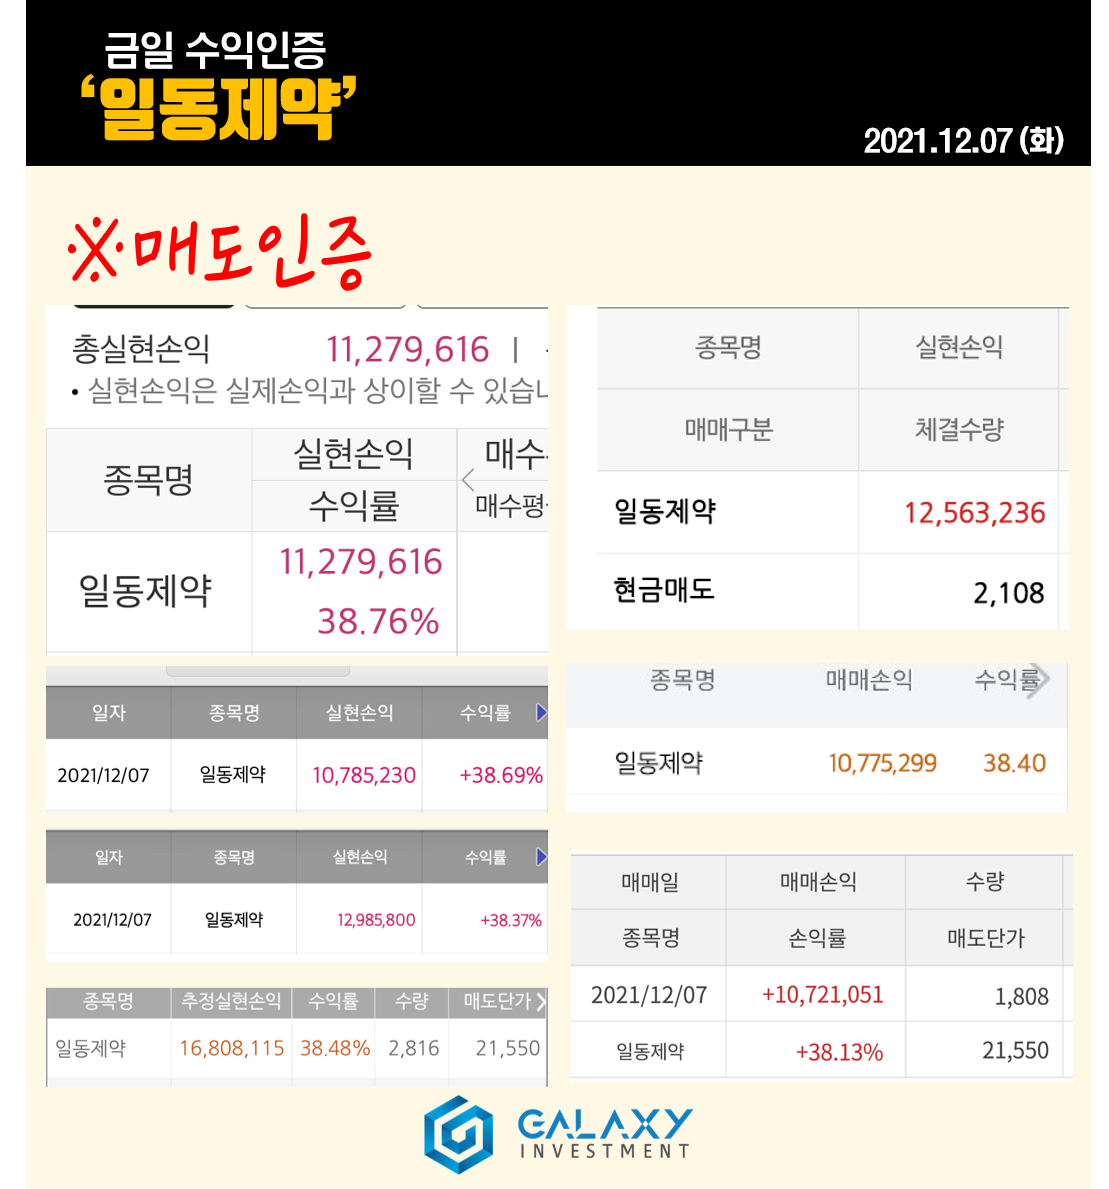 금일 수익인증
‘일동제약’
2021.12.07 (화)
※매도인증
총실현손익 11,279,616 |
• 실현손익은 실제손익과 상이할 수 있습니
종목명 실현손익 매수
수익률 매수평
일동제약 11,279,616
38.76%
종목명 실현손익
매매구분 체결수량
일동제약 12,563,236
현금매도 2,108
일자 종목명 실현손익 수익률
2021/12/07 일동제약 10,785,230 +38.69%
종목명 매매손익 수익률
일동제약 10,775,299 38.40
일자 종목명 실현손익 수익률
2021/12/07 일동제약 12,985,800 +38.37%
매매일 매매손익 수량
종목명 손익률 매도단가
2021/12/07 +10,721,051 1,808
일동제약 +38.13% 21,550
종목명 추정실현손익 수익률 수량 매도단가
일동제약 16,808,115 38.48% 2,816 21,550
GALAXY
INVESTMENT